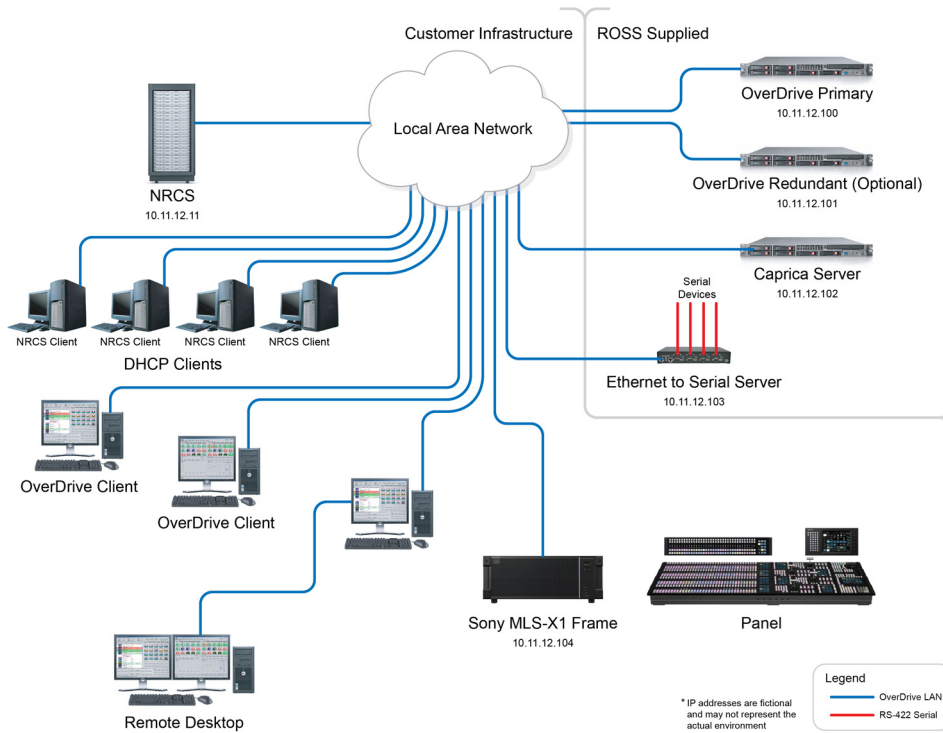 Customer Infrastructure
ROSS Supplied
Local Area Network
NRCS
10.11.12.11
OverDrive Primary
10.11.12.100
OverDrive Redundant (Optional)
10.11.12.101
Caprica Server
10.11.12.102
Serial
Devices
Ethernet to Serial Server
10.11.12.103
NRCS Client
NRCS Client
NRCS Client
NRCS Client
DHCP Clients
OverDrive Client
OverDrive Client
Sony MLS-X1 Frame
10.11.12.104
Panel
Remote Desktop
* IP addresses are fictional
and may not represent the
actual environment
Legend
OverDrive LAN
RS-422 Serial